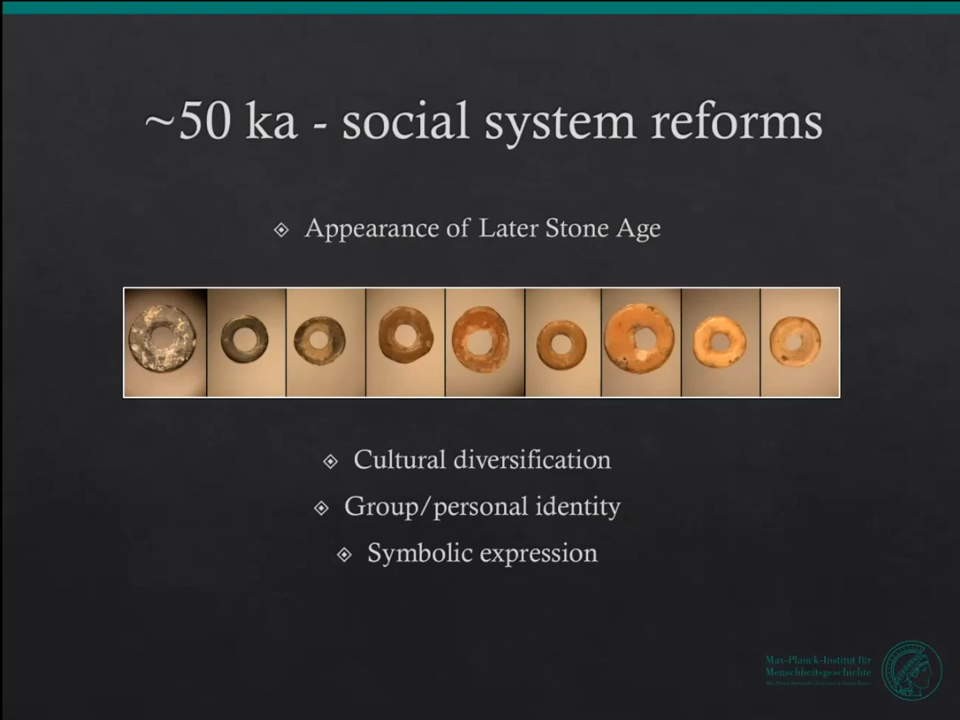 ~50 ka - social system reforms
Appearance of Later Stone Age
Cultural diversification
Group/personal identity
Symbolic expression
Max-Planck-Institut für
Menschheitsgeschichte